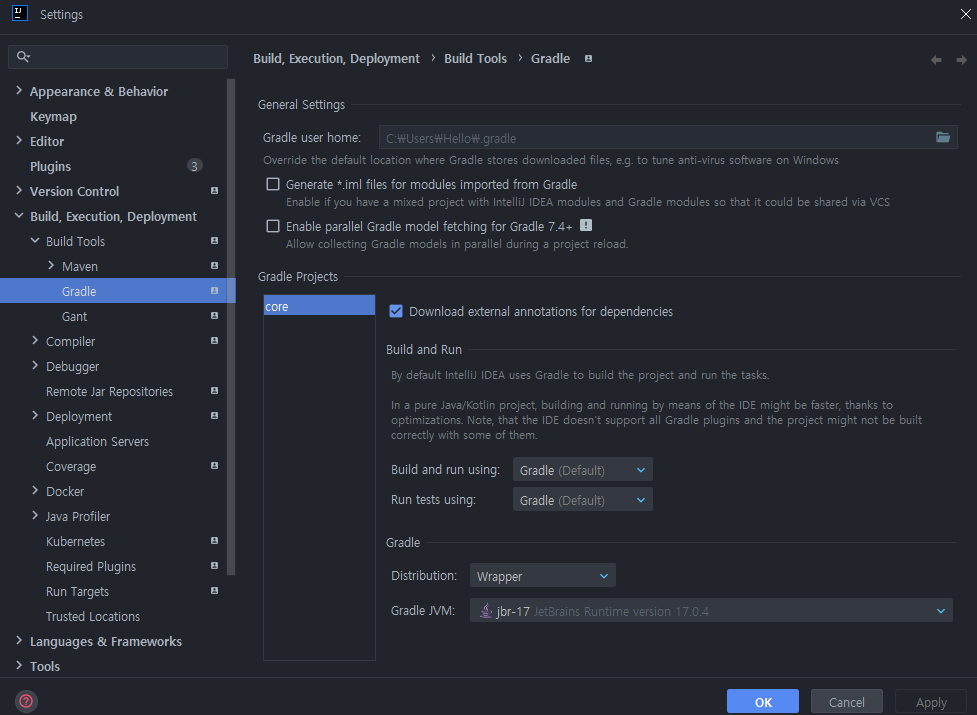 Settings
Build, Execution, Deployment › Build Tools › Gradle
Appearance & Behavior
Keymap
Editor
Plugins 3
Version Control
Build, Execution, Deployment
Build Tools
Maven
Gradle
Gant
Compiler
Debugger
Remote Jar Repositories
Deployment
Application Servers
Coverage
Docker
Java Profiler
Kubernetes
Required Plugins
Run Targets
Trusted Locations
Languages & Frameworks
Tools
General Settings
Gradle user home: C:₩Users₩Hello₩.gradle
Override the default location where Gradle stores downloaded files, e.g. to tune anti-virus software on Windows
Generate *.iml files for modules imported from Gradle
Enable if you have a mixed project with IntelliJ IDEA modules and Gradle modules so that it could be shared via VCS
Enable parallel Gradle model fetching for Gradle 7.4+
Allow collecting Gradle models in parallel during a project reload.
Gradle Projects
core
Download external annotations for dependencies
Build and Run
By default IntelliJ IDEA uses Gradle to build the project and run the tasks.
In a pure Java/Kotlin project, building and running by means of the IDE might be faster, thanks to
optimizations. Note, that the IDE doesn't support all Gradle plugins and the project might not be built
correctly with some of them.
Build and run using: Gradle (Default)
Run tests using: Gradle (Default)
Gradle
Distribution: Wrapper
Gradle JVM: jbr-17 JetBrains Runtime version 17.0.4
OK
Cancel
Apply